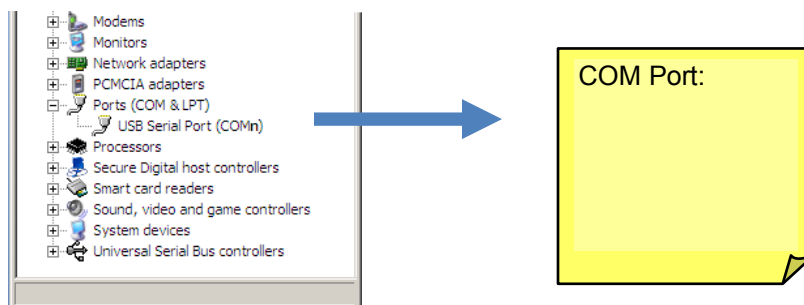 Modems
Monitors
Network adapters
PCMCIA adapters
Ports (COM & LPT)
USB Serial Port (COMn)
Processors
Secure Digital host controllers
Smart card readers
Sound, video and game controllers
System devices
Universal Serial Bus controllers
COM Port: